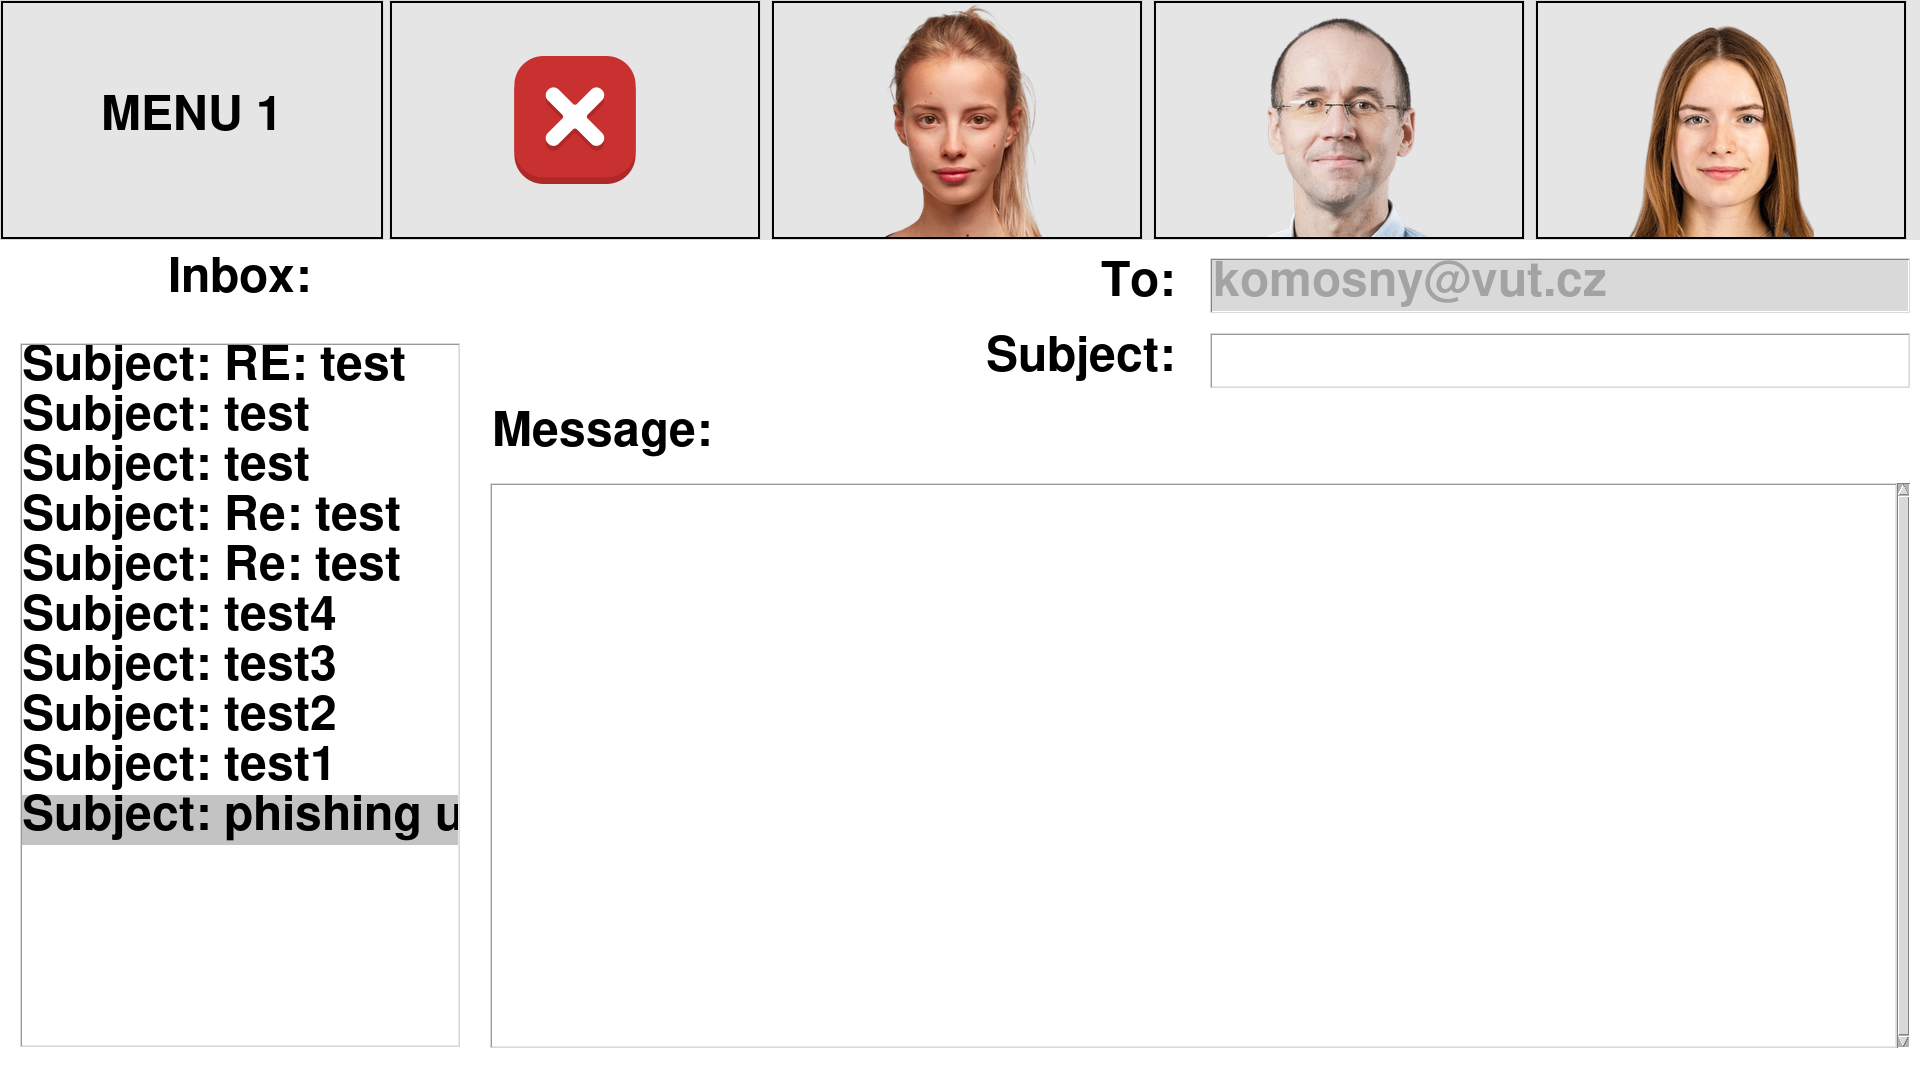 MENU 1
Inbox:
To: komosny@vut.cz
Subject:
Message:
Subject: RE: test
Subject: test
Subject: test
Subject: Re: test
Subject: Re: test
Subject: test4
Subject: test3
Subject: test2
Subject: test1
Subject: phishing u